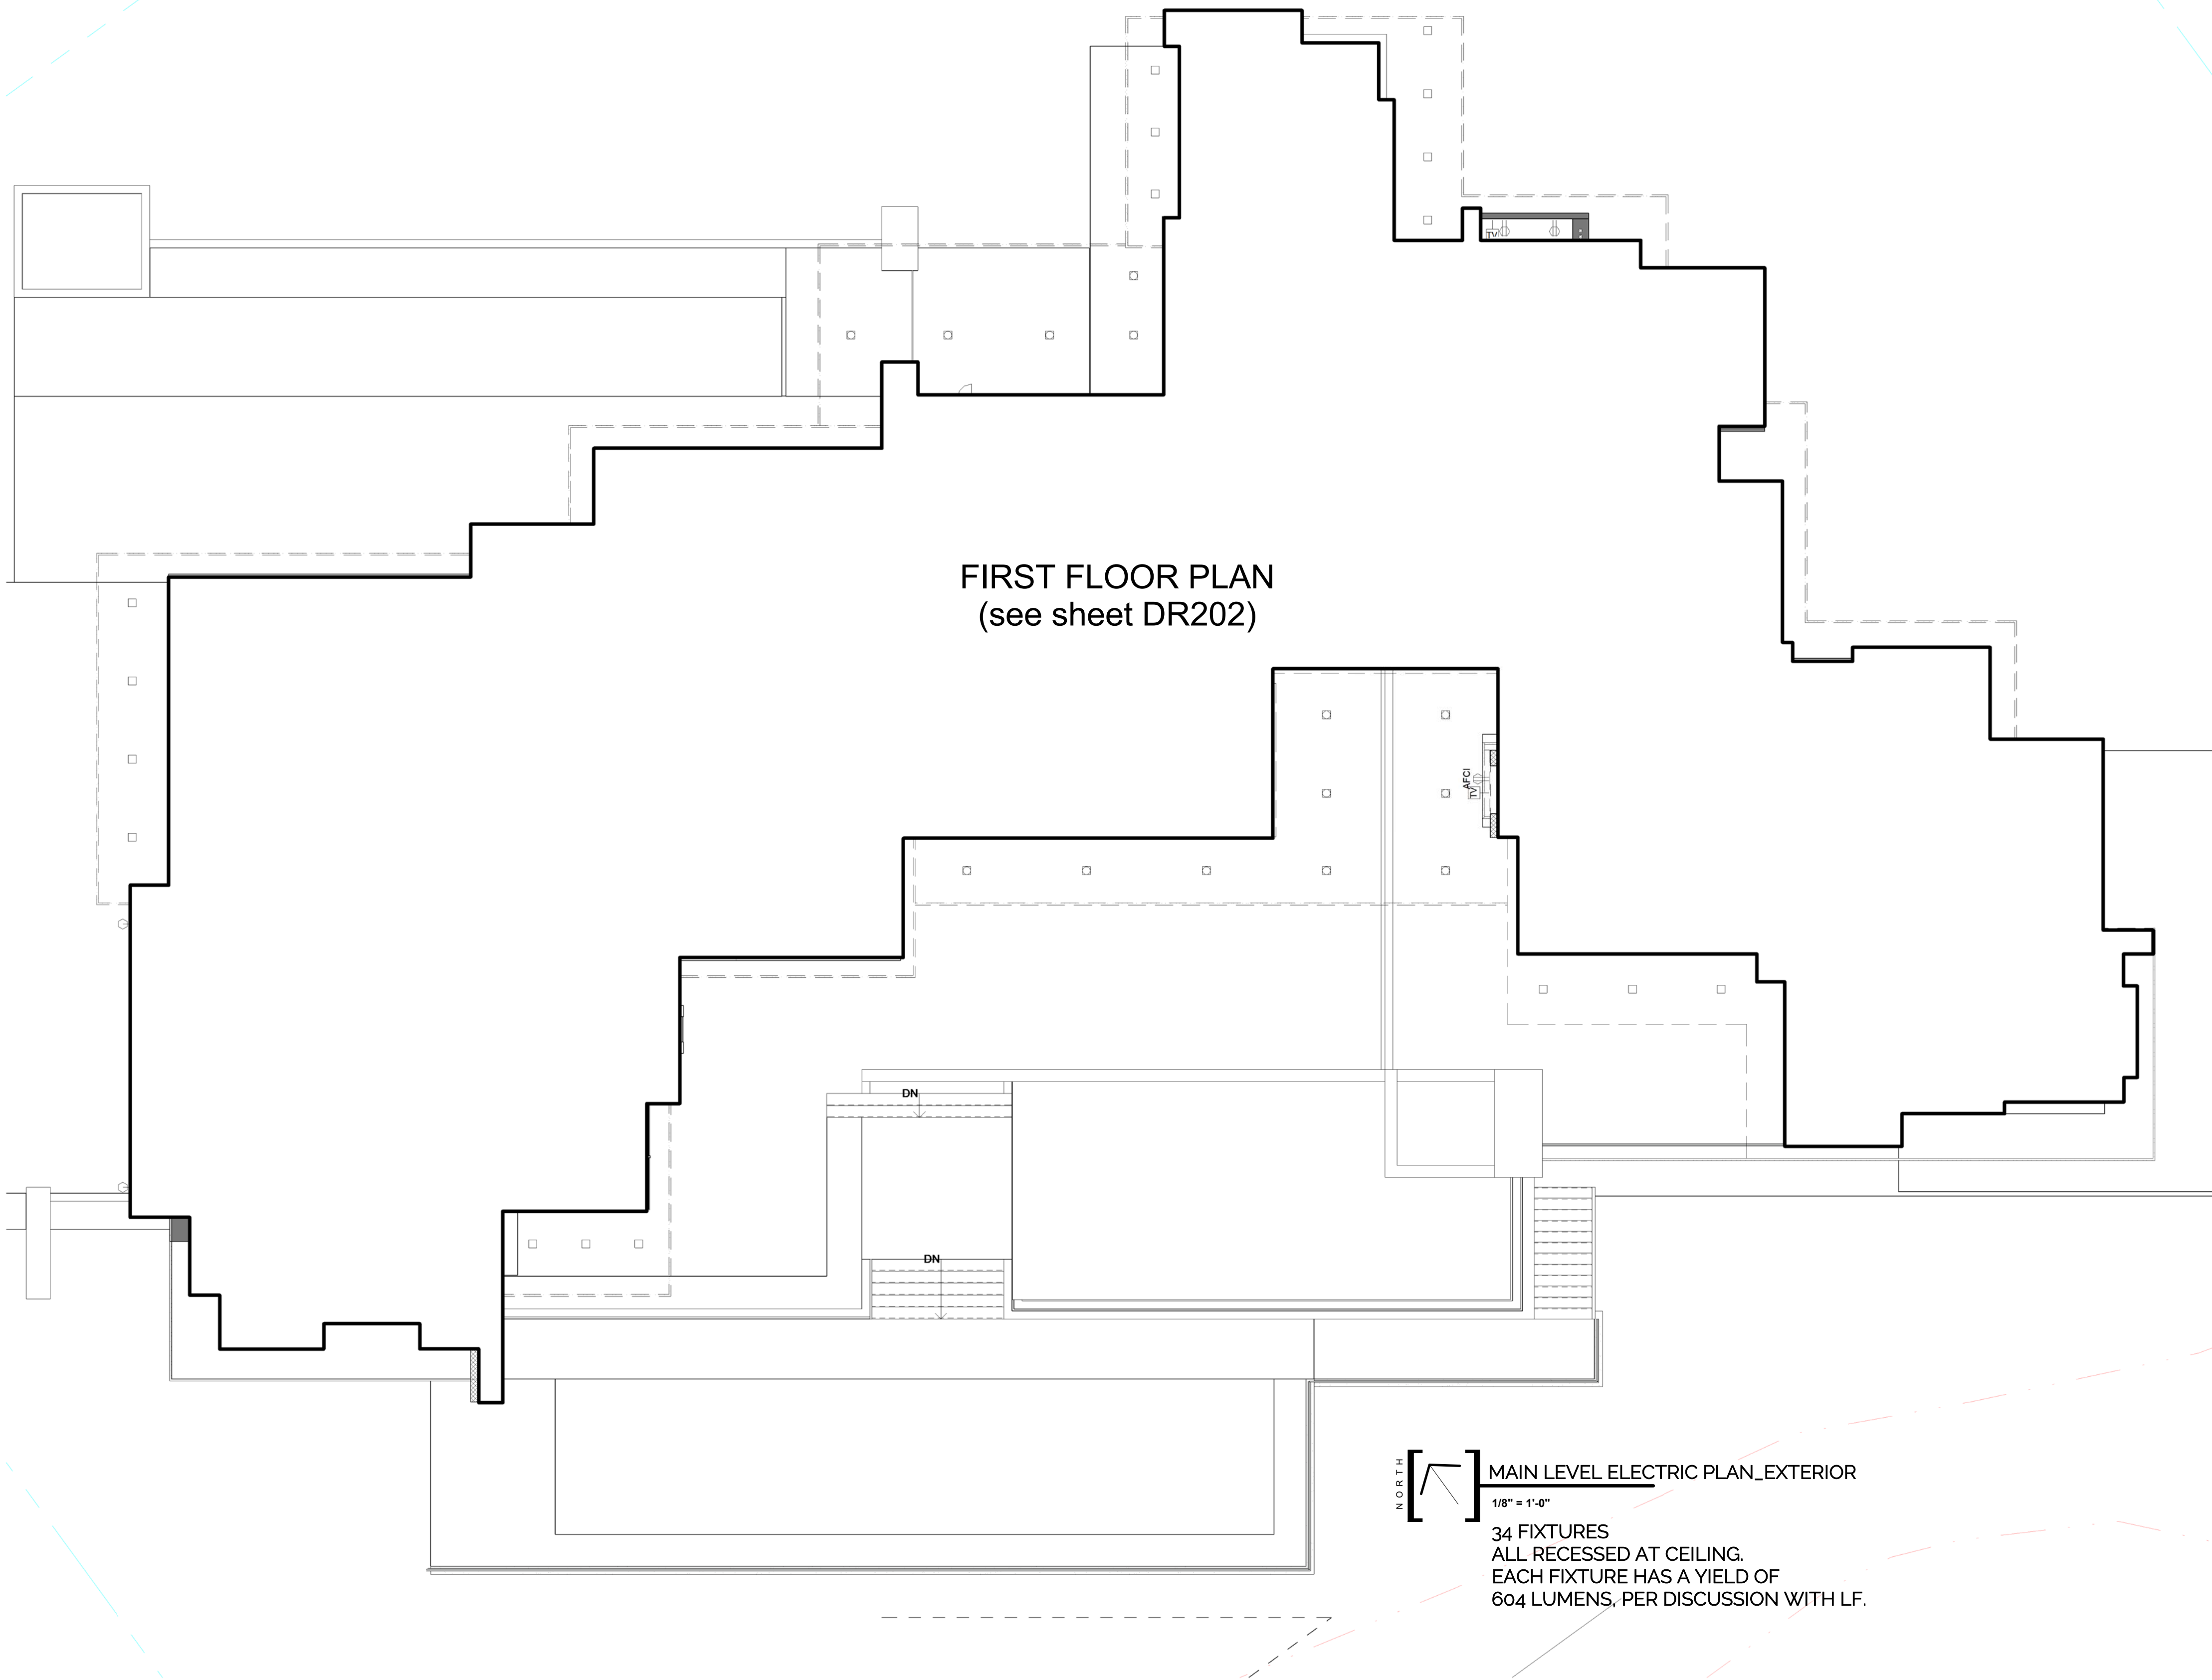 TV
FIRST FLOOR PLAN
(see sheet DR202)
AFCI
TV
DN
DN
NORTH
MAIN LEVEL ELECTRIC PLAN_EXTERIOR
1/8" = 1'-0"
34 FIXTURES
ALL RECESSED AT CEILING.
EACH FIXTURE HAS A YIELD OF
604 LUMENS, PER DISCUSSION WITH LF.